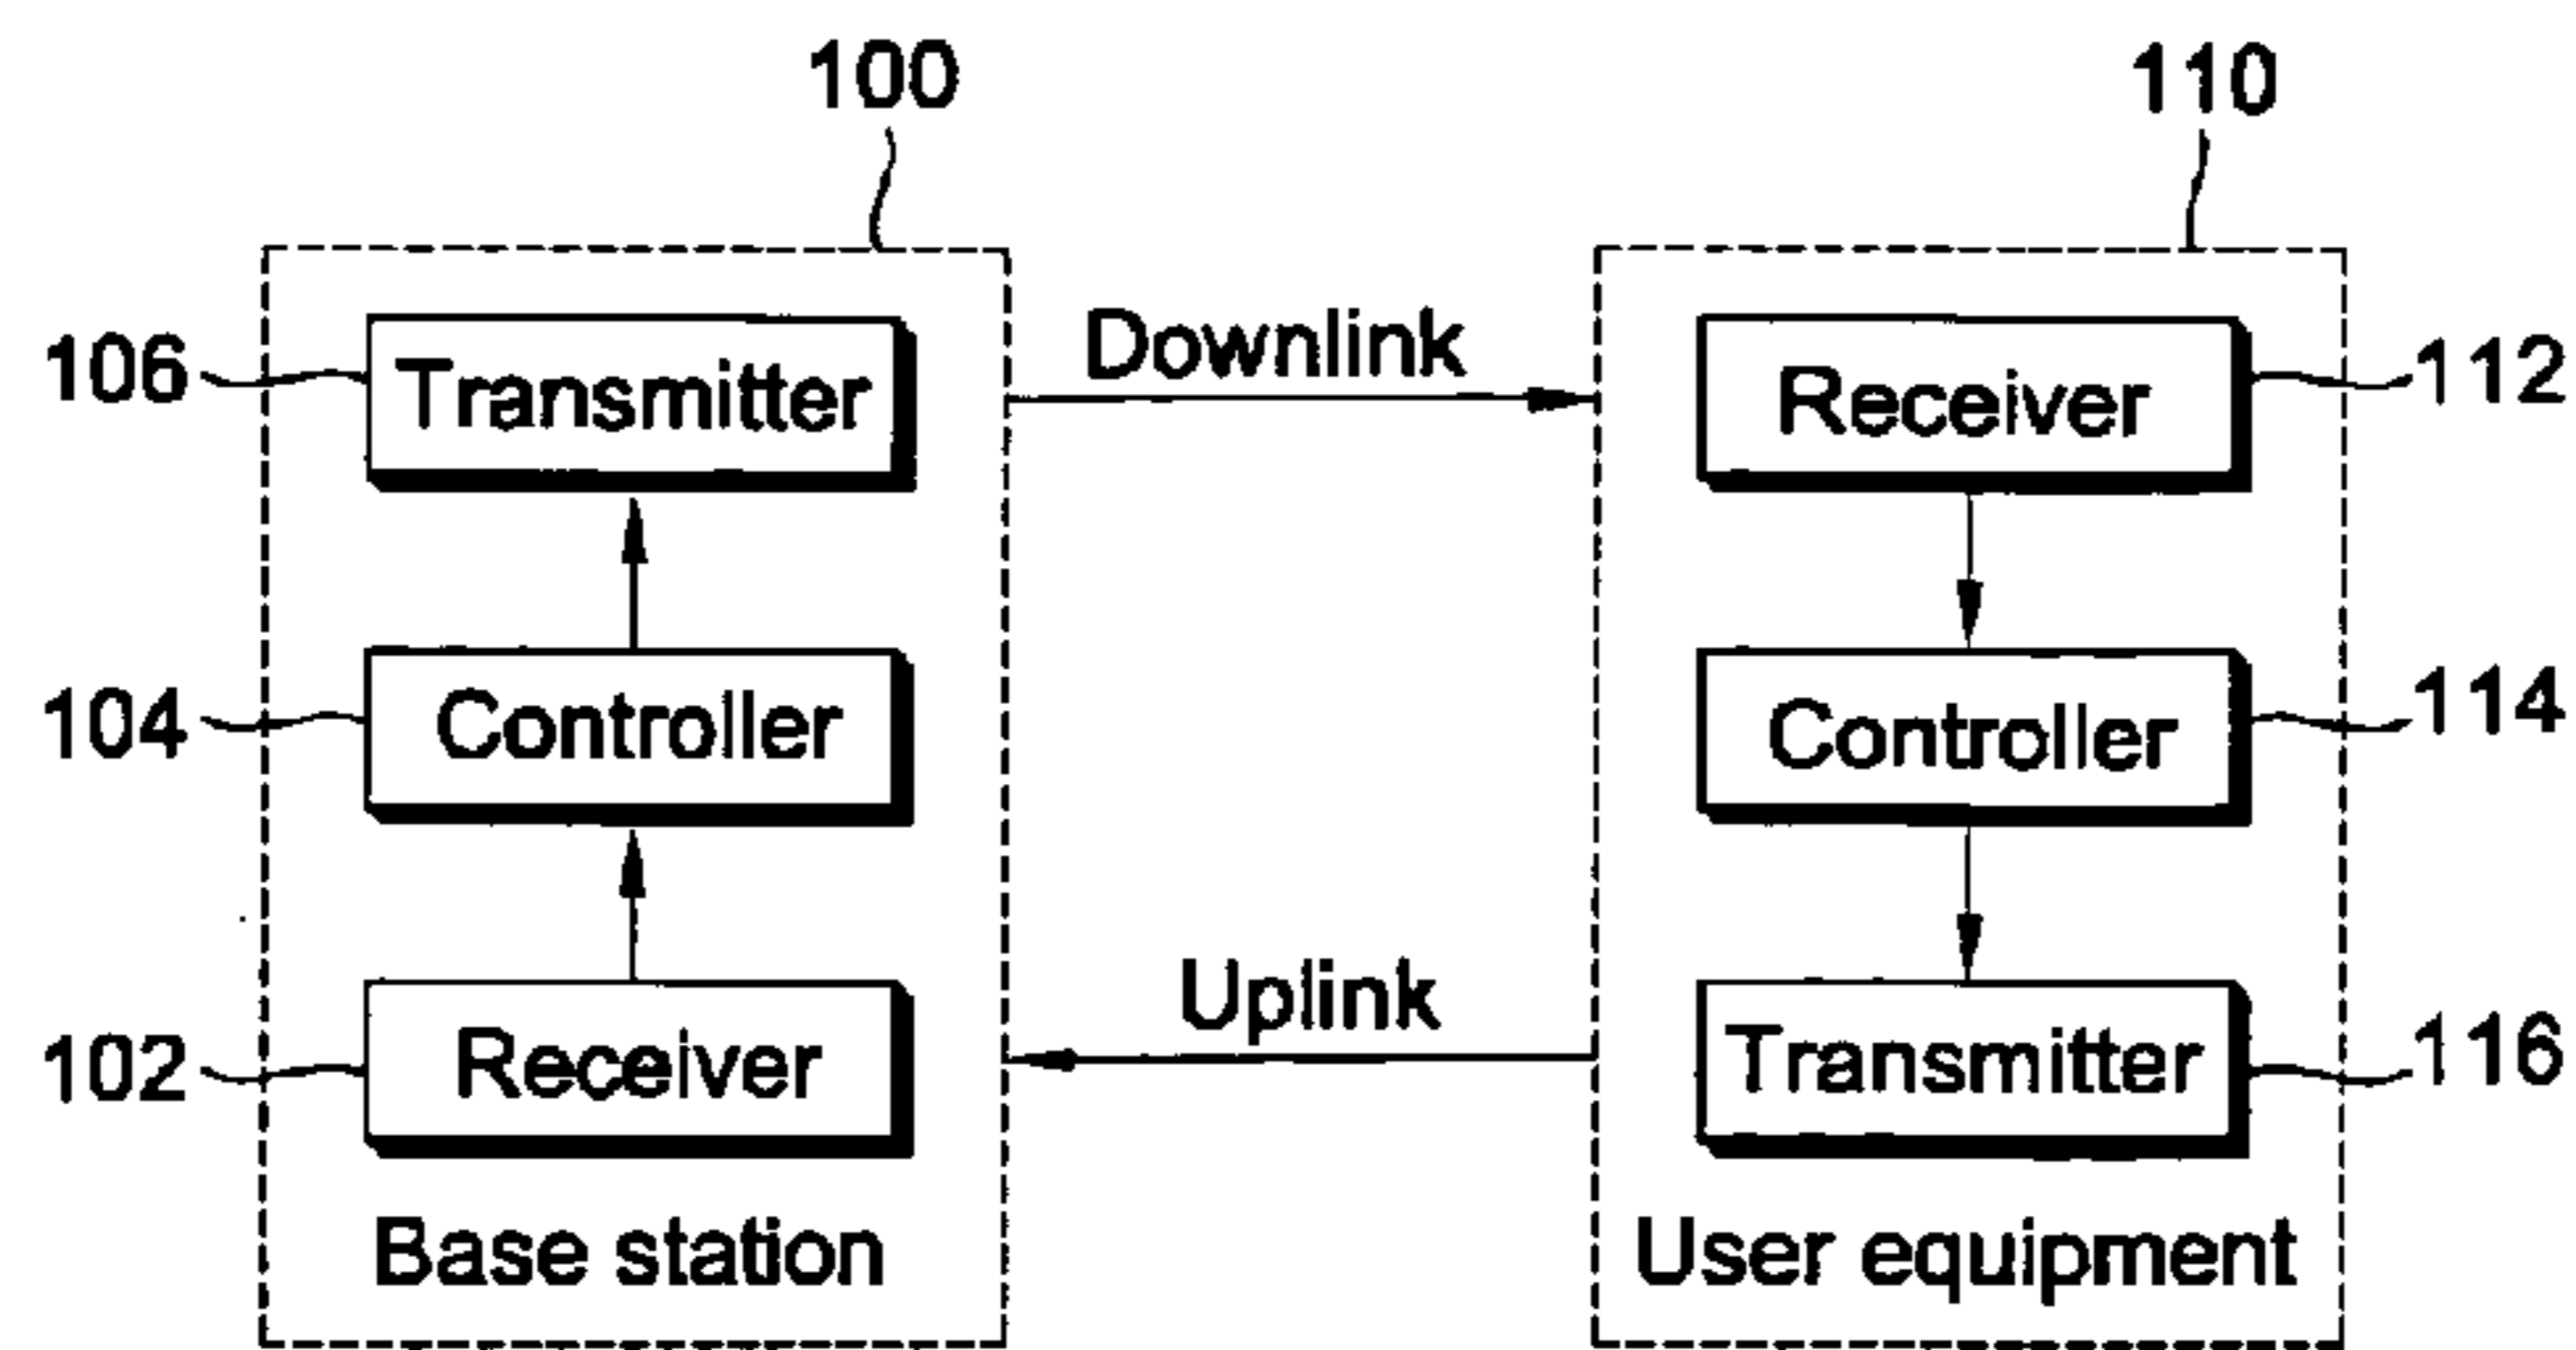 100
110
106
Transmitter
Downlink
Receiver
112
104
Controller
Controller
114
102
Receiver
Uplink
Transmitter
116
Base station
User equipment